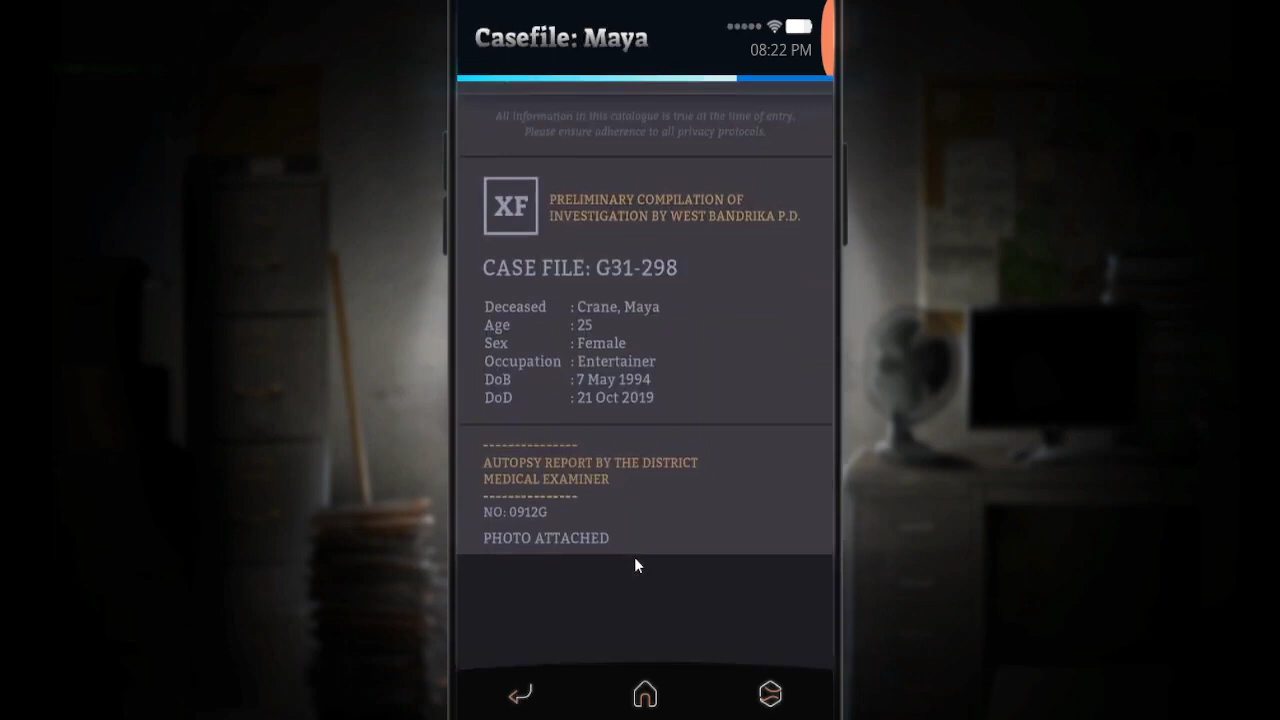 Casefile: Maya
08:22 PM
All information in this catalogue is true at the time of entry.
Please ensure adherence to all privacy protocols.
XF
PRELIMINARY COMPILATION OF
INVESTIGATION BY WEST BANDRIKA P.D.
CASE FILE: G31-298
Deceased : Crane, Maya
Age : 25
Sex : Female
Occupation : Entertainer
DoB : 7 May 1994
DoD : 21 Oct 2019
---------------
AUTOPSY REPORT BY THE DISTRICT
MEDICAL EXAMINER
---------------
NO: 0912G
PHOTO ATTACHED